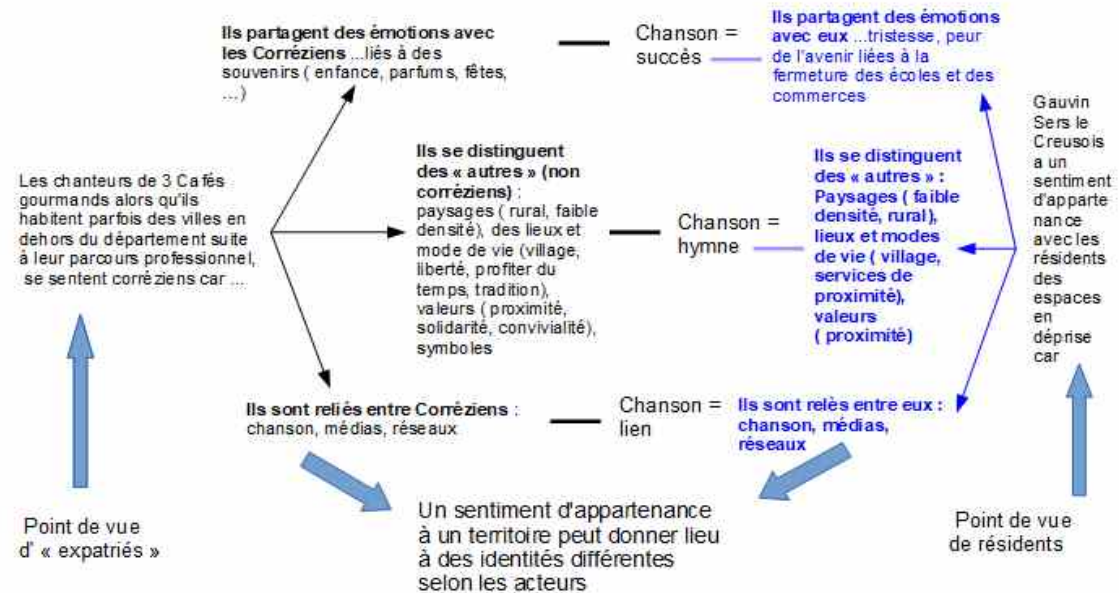 Ils partagent des émotions avec
les Corréziens ...liés à des
souvenirs ( enfance, parfums, fêtes,
...)
Chanson =
succès
Ils partagent des émotions
avec eux ...tristesse, peur
de l'avenir liées à la
fermeture des écoles et des
commerces
Les chanteurs de 3 Cafés
gourmands alors qu'ils
habitent parfois des villes en
dehors du département suite
à leur parcours professionnel,
se sentent corréziens car ...
Ils se distinguent
des « autres » (non
corréziens) :
paysages ( rural, faible
densité), des lieux et
mode de vie (village,
liberté, profiter du
temps, tradition),
valeurs ( proximité,
solidarité, convivialité),
symboles
Chanson =
hymne
Ils se distinguent
des « autres » :
Paysages ( faible
densité, rural),
lieux et modes
de vie ( village,
services de
proximité),
valeurs
( proximité)
Gauvin
Sers le
Creusois
a un
sentiment
d'apparte
nance
avec les
résidents
des
espaces
en
déprise
car
Ils sont reliés entre Corréziens :
chanson, médias, réseaux
Chanson =
lien
Ils sont relès entre eux :
chanson, médias,
réseaux
Point de vue
d' « expatriés »
Un sentiment d'appartenance
à un territoire peut donner lieu
à des identités différentes
selon les acteurs
Point de vue
de résidents